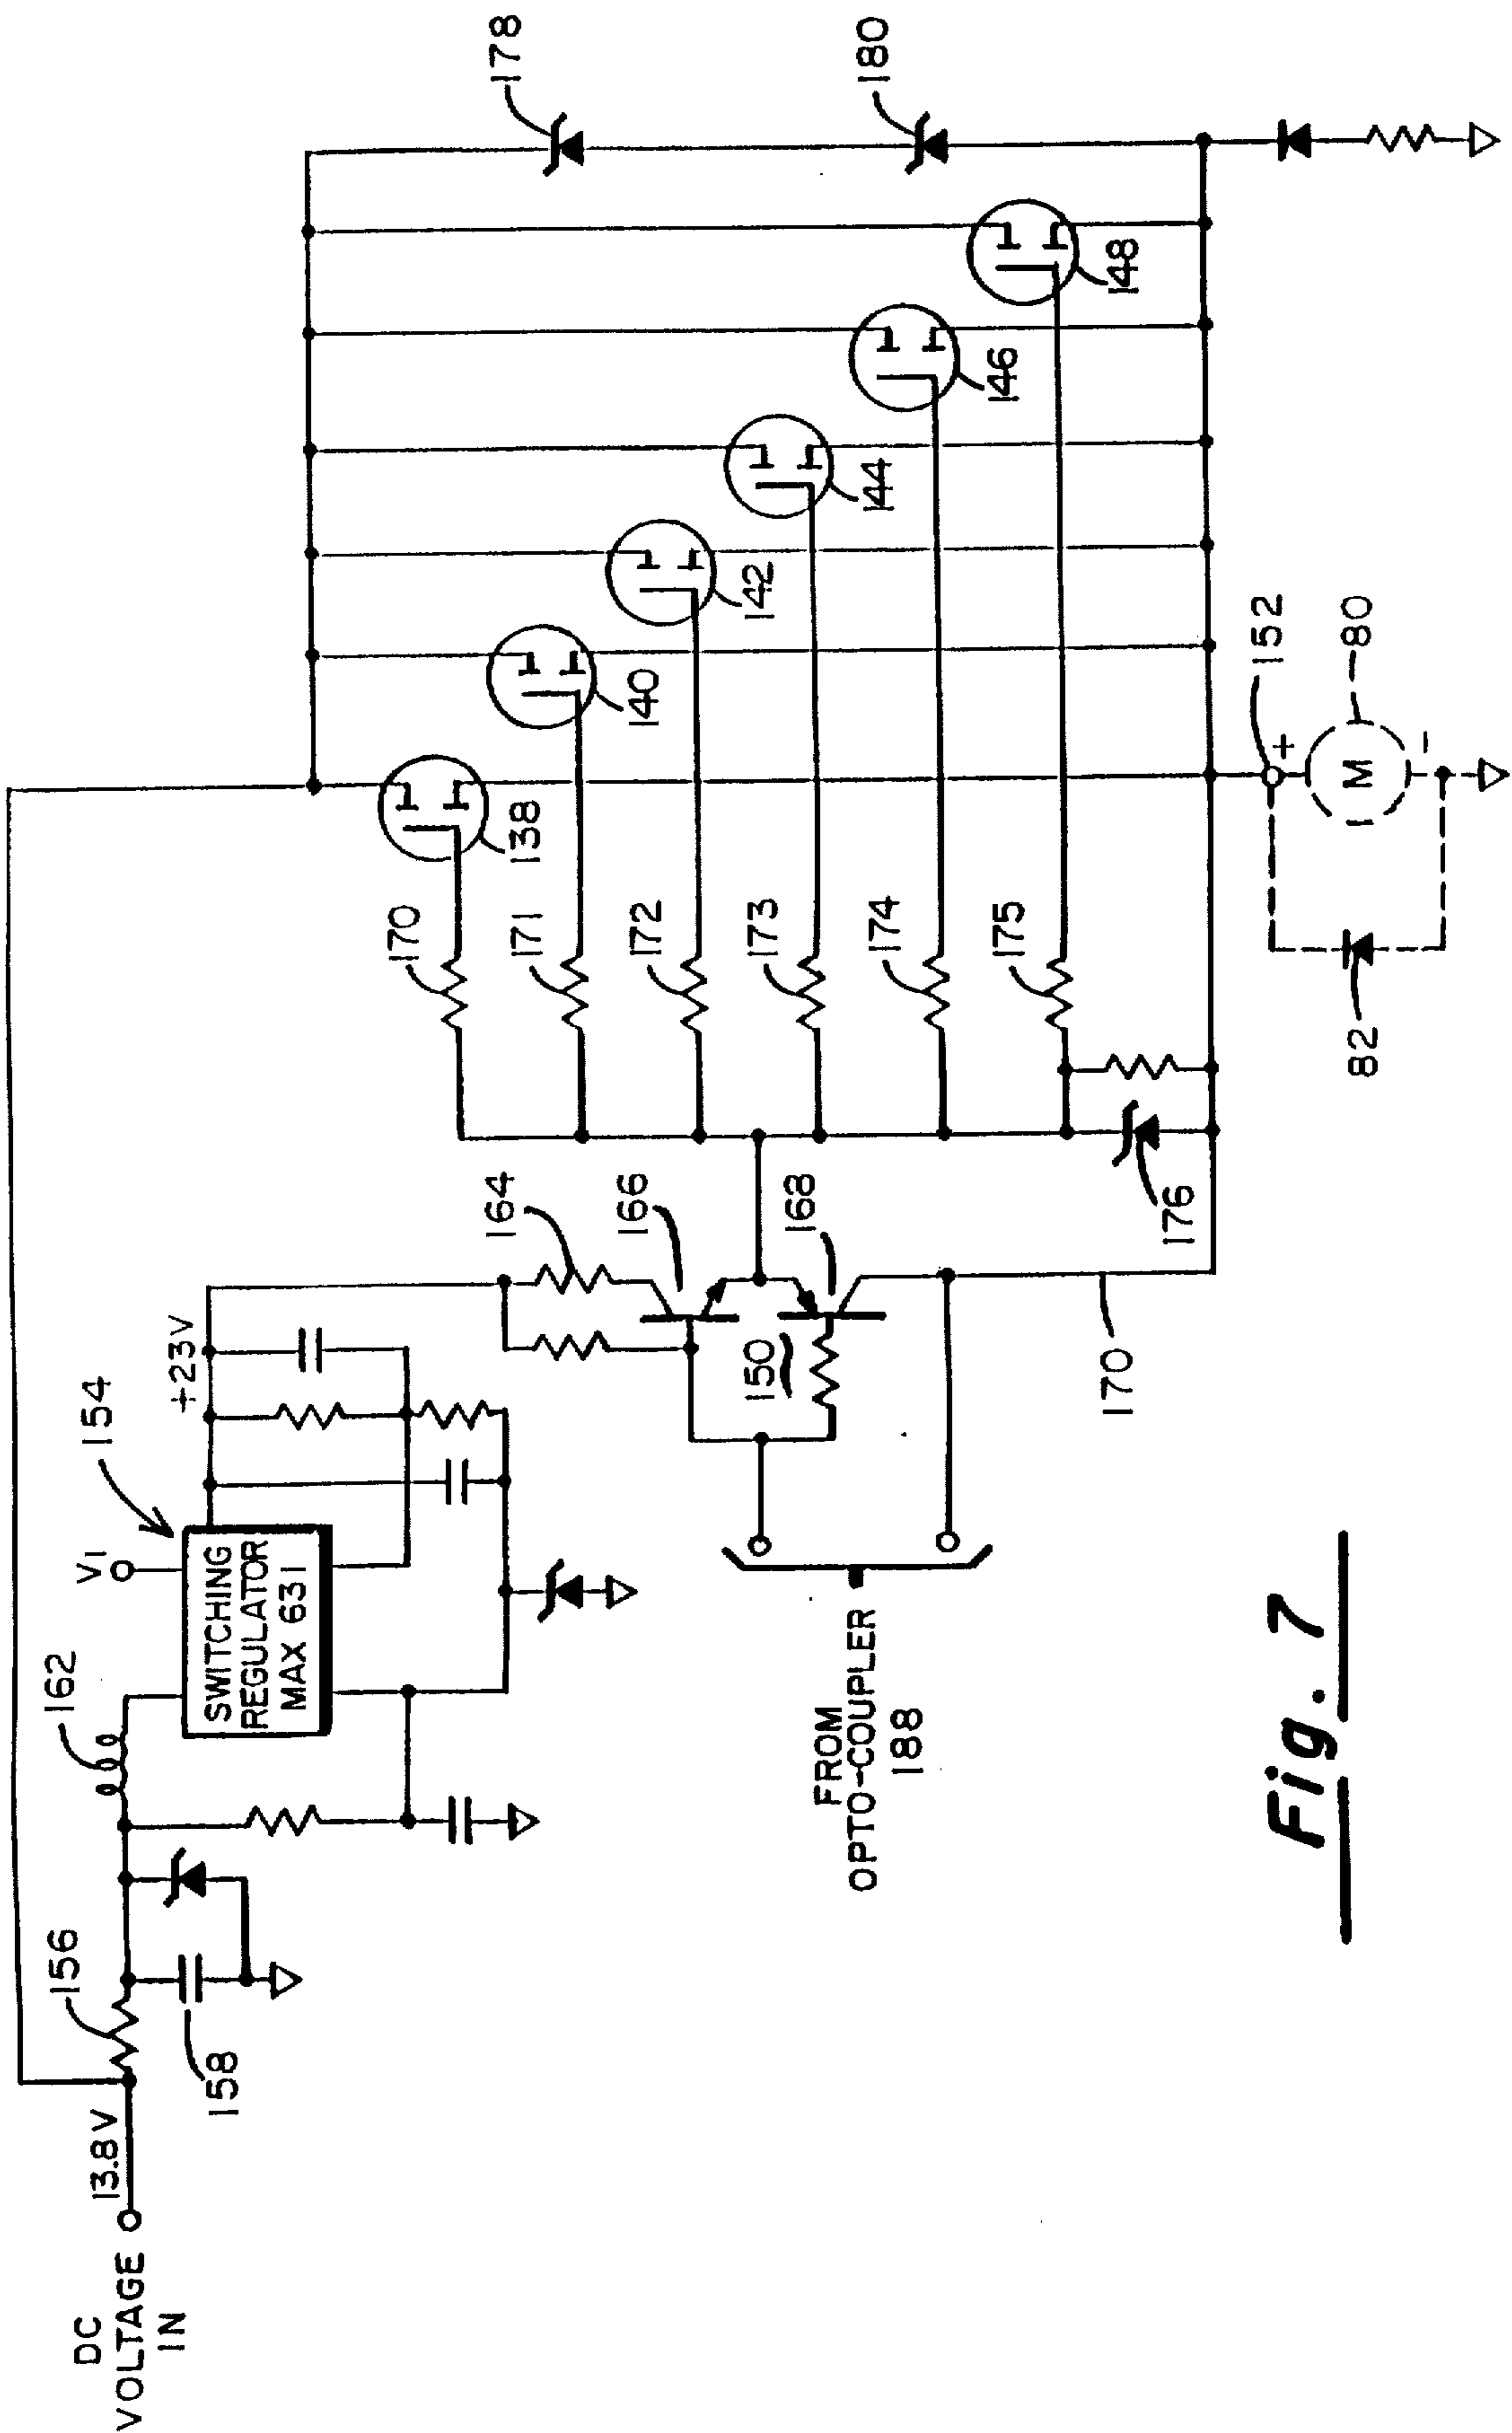 DC
VOLTAGE
IN
13.8V
156
158
162
V1
154
SWITCHING
REGULATOR
MAX 631
+23V
164
166
168
150
170
FROM
OPTO-COUPLER
188
170
171
172
173
174
175
176
138
140
142
144
146
148
178
180
152
+
M
-
80
82
Fig. 7